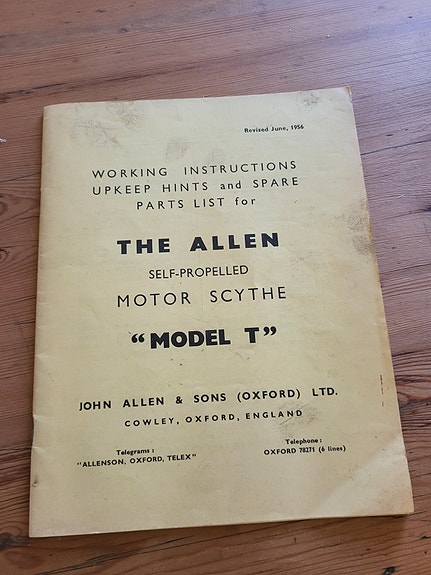 Revised June, 1956
WORKING INSTRUCTIONS
UPKEEP HINTS and SPARE
PARTS LIST for
THE ALLEN
SELF-PROPELLED
MOTOR SCYTHE
“MODEL T”
JOHN ALLEN & SONS (OXFORD) LTD.
COWLEY, OXFORD, ENGLAND
Telegrams :
"ALLENSON, OXFORD, TELEX"
Telephone :
OXFORD 78271 (6 lines)